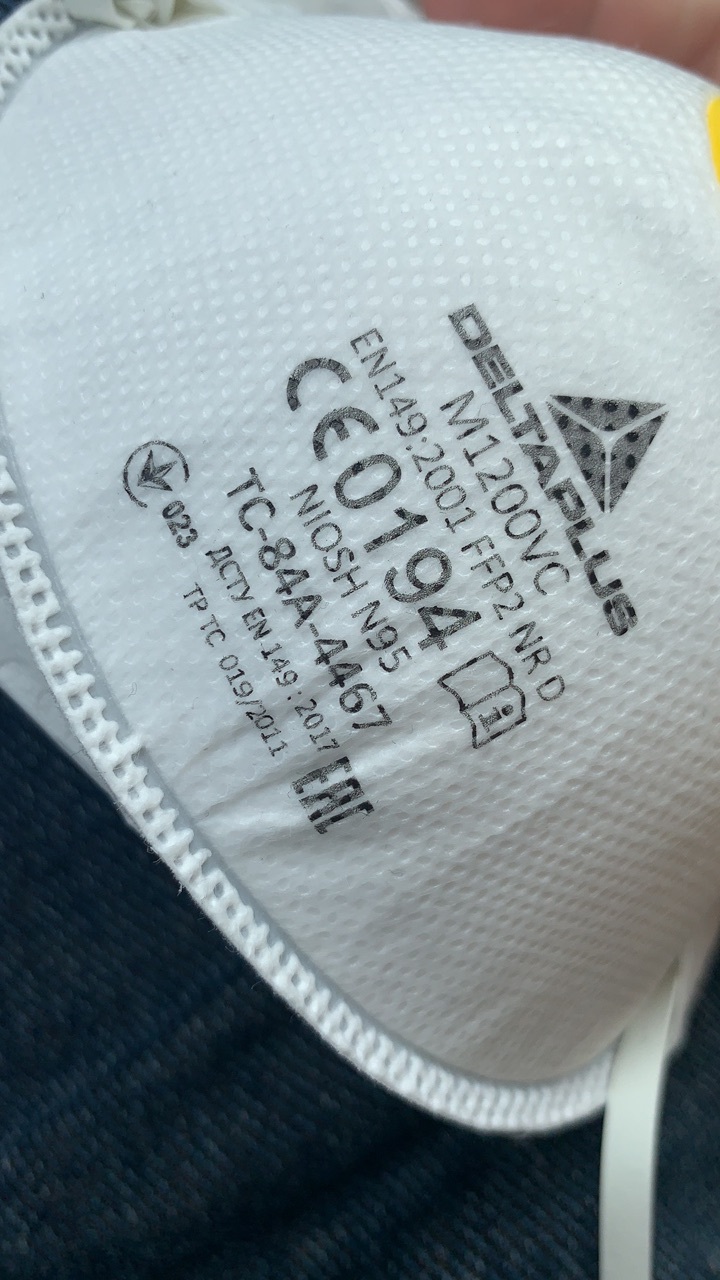 DELTAPLUS
M1200VC
EN149:2001 FFP2 NR D
CE0194
i
NIOSH N95
TC-84A-4467
ДСТУ EN 149 : 2017
023
ТР ТС 019/2011
EAC